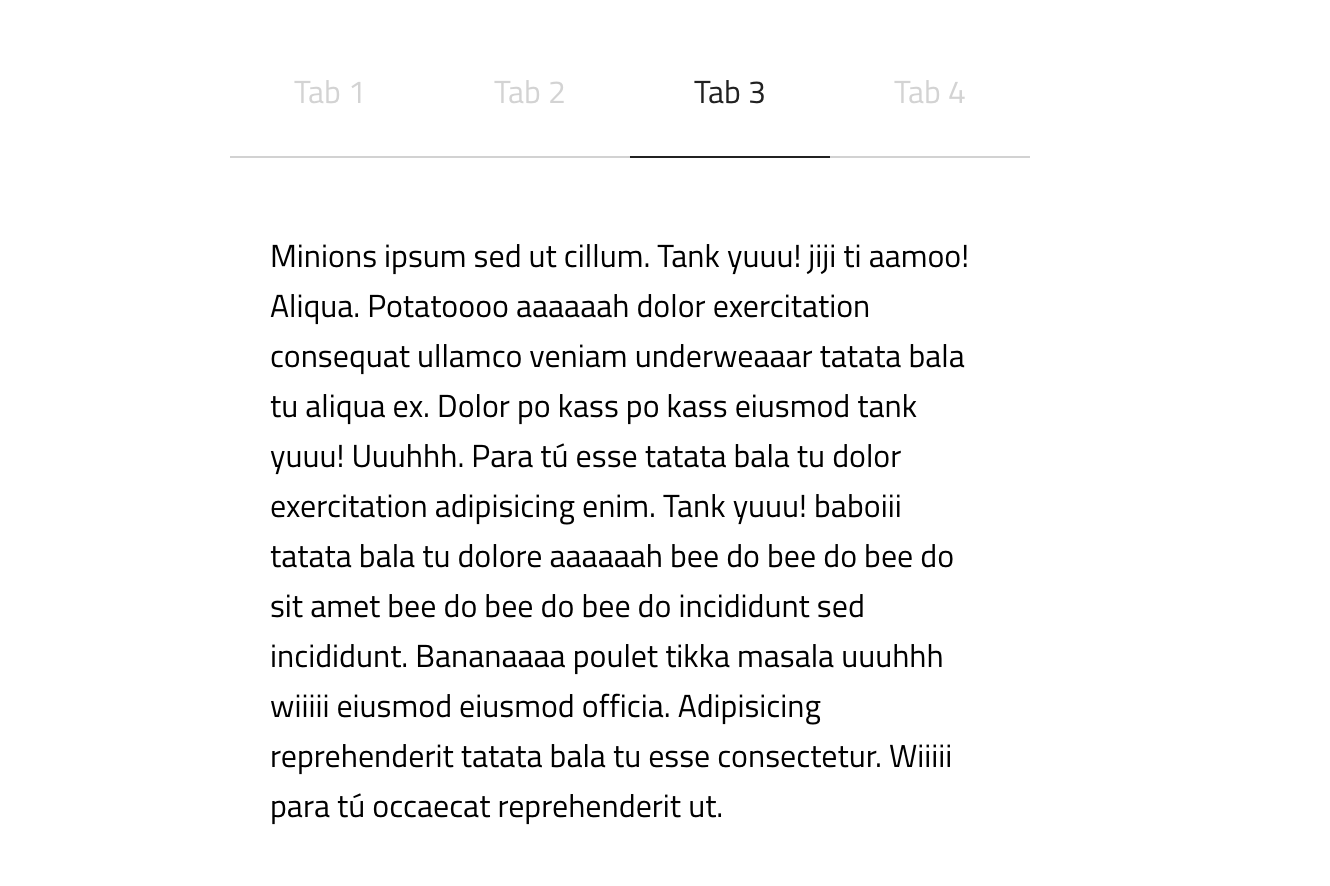 Tab 1 Tab 2 Tab 3 Tab 4
Minions ipsum sed ut cillum. Tank yuuu! jiji ti aamoo!
Aliqua. Potatoooo aaaaaah dolor exercitation
consequat ullamco veniam underweaaar tatata bala
tu aliqua ex. Dolor po kass po kass eiusmod tank
yuuu! Uuuhhh. Para tú esse tatata bala tu dolor
exercitation adipisicing enim. Tank yuuu! baboiii
tatata bala tu dolore aaaaaah bee do bee do bee do
sit amet bee do bee do bee do incididunt sed
incididunt. Bananaaaa poulet tikka masala uuuhhh
wiiiii eiusmod eiusmod officia. Adipisicing
reprehenderit tatata bala tu esse consectetur. Wiiiii
para tú occaecat reprehenderit ut.